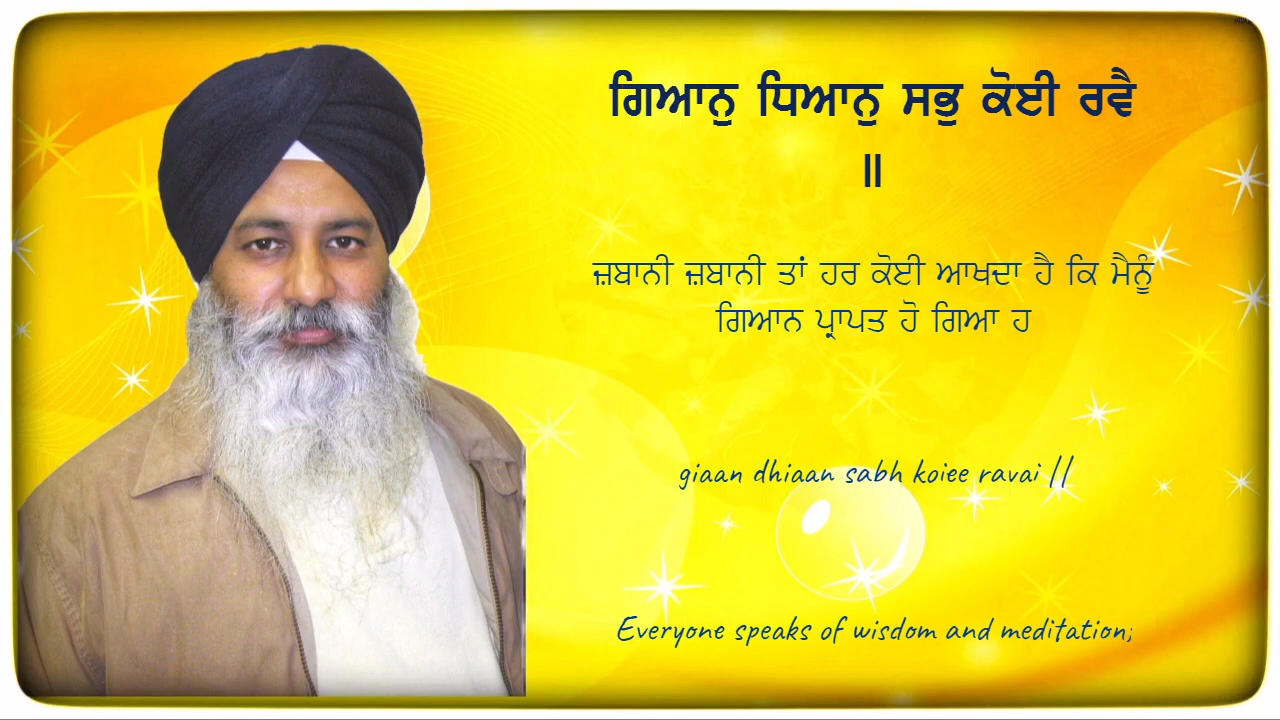 ਗਿਆਨੁ ਧਿਆਨੁ ਸਭੁ ਕੋਈ ਰਵੈ
॥
ਜ਼ਬਾਨੀ ਜ਼ਬਾਨੀ ਤਾਂ ਹਰ ਕੋਈ ਆਖਦਾ ਹੈ ਕਿ ਮੈਨੂੰ
ਗਿਆਨ ਪ੍ਰਾਪਤ ਹੋ ਗਿਆ ਹ
giaan dhiaan sabh koiee ravai ||
Everyone speaks of wisdom and meditation;